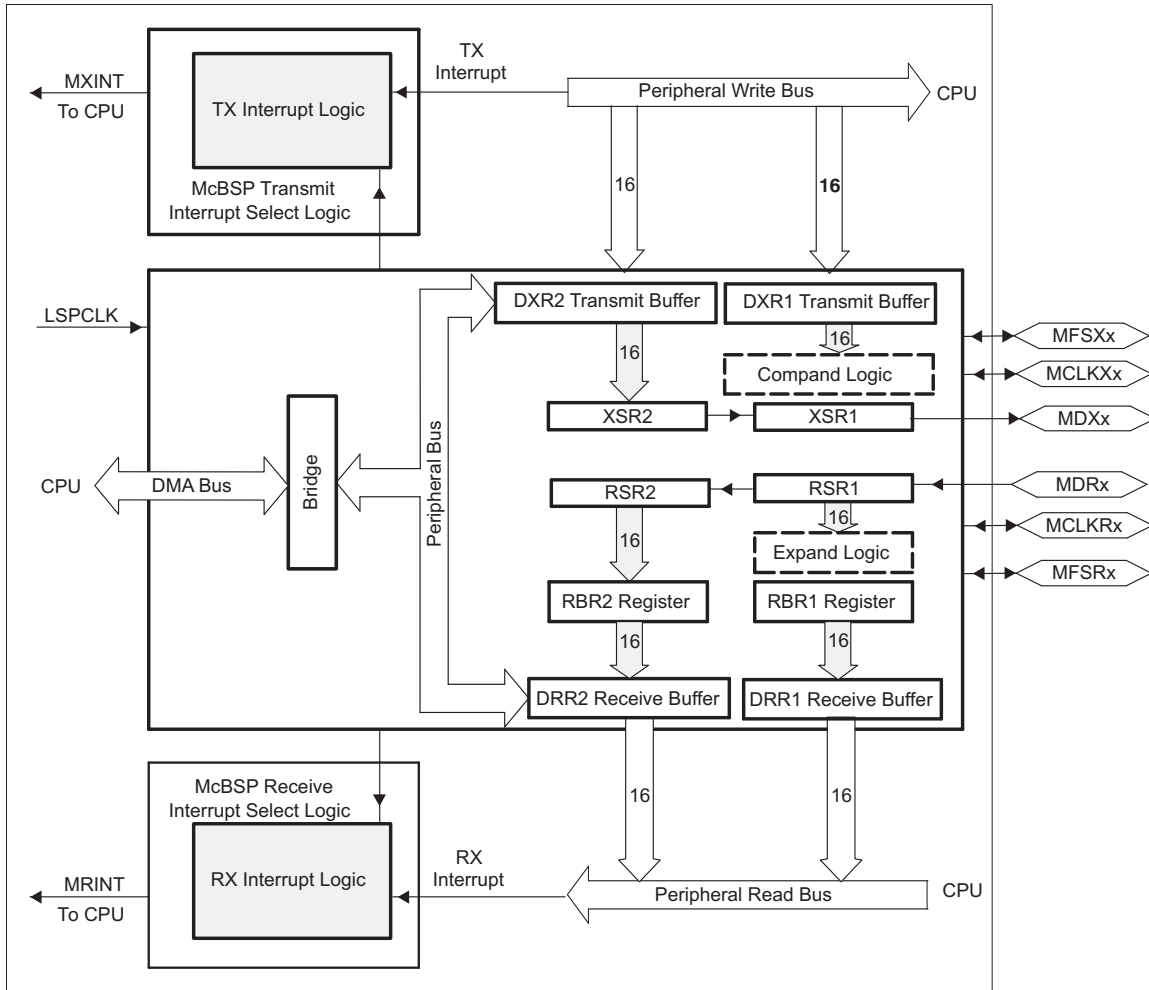 TX
Interrupt
MXINT
To CPU
TX Interrupt Logic
Peripheral Write Bus
CPU
McBSP Transmit
Interrupt Select Logic
16
16
LSPCLK
DXR2 Transmit Buffer
DXR1 Transmit Buffer
16
16
MFSXx
Compand Logic
MCLKXx
XSR2
XSR1
MDXx
Peripheral Bus
CPU
DMA Bus
Bridge
RSR2
RSR1
MDRx
16
16
MCLKRx
Expand Logic
MFSRx
RBR2 Register
RBR1 Register
16
16
DRR2 Receive Buffer
DRR1 Receive Buffer
McBSP Receive
Interrupt Select Logic
16
16
RX Interrupt Logic
RX
Interrupt
MRINT
To CPU
Peripheral Read Bus
CPU